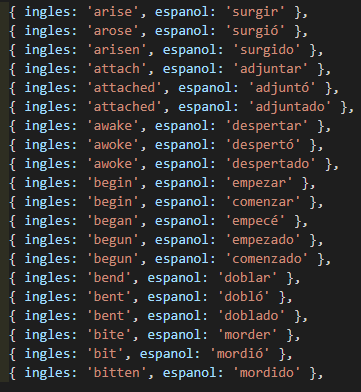 { ingles: 'arise', espanol: 'surgir' },
{ ingles: 'arose', espanol: 'surgió' },
{ ingles: 'arisen', espanol: 'surgido' },
{ ingles: 'attach', espanol: 'adjuntar' },
{ ingles: 'attached', espanol: 'adjuntó' },
{ ingles: 'attached', espanol: 'adjuntado' },
{ ingles: 'awake', espanol: 'despertar' },
{ ingles: 'awoke', espanol: 'despertó' },
{ ingles: 'awoke', espanol: 'despertado' },
{ ingles: 'begin', espanol: 'empezar' },
{ ingles: 'begin', espanol: 'comenzar' },
{ ingles: 'began', espanol: 'empecé' },
{ ingles: 'begun', espanol: 'empezado' },
{ ingles: 'begun', espanol: 'comenzado' },
{ ingles: 'bend', espanol: 'doblar' },
{ ingles: 'bent', espanol: 'dobló' },
{ ingles: 'bent', espanol: 'doblado' },
{ ingles: 'bite', espanol: 'morder' },
{ ingles: 'bit', espanol: 'mordió' },
{ ingles: 'bitten', espanol: 'mordido' },